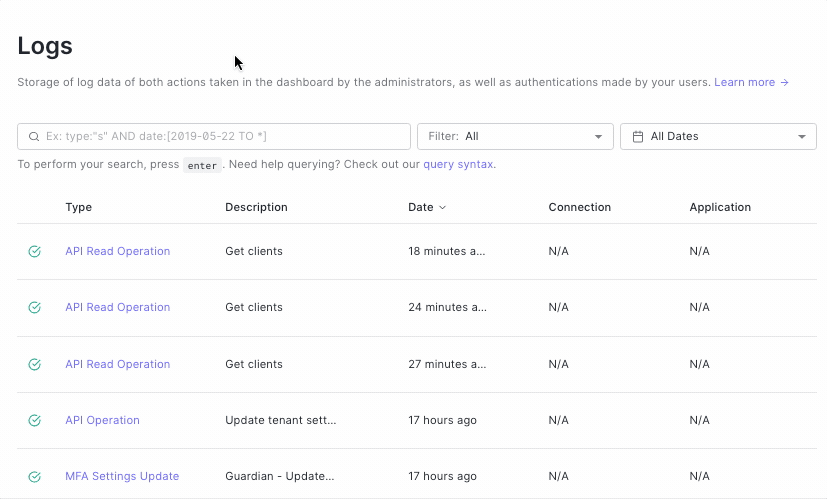 Logs
Storage of log data of both actions taken in the dashboard by the administrators, as well as authentications made by your users. Learn more →
Ex: type:"s" AND date:[2019-05-22 TO *] Filter: All All Dates
To perform your search, press enter. Need help querying? Check out our query syntax.
Type Description Date Connection Application
API Read Operation Get clients 18 minutes a... N/A N/A
API Read Operation Get clients 24 minutes a... N/A N/A
API Read Operation Get clients 27 minutes a... N/A N/A
API Operation Update tenant sett... 17 hours ago N/A N/A
MFA Settings Update Guardian - Update... 17 hours ago N/A N/A